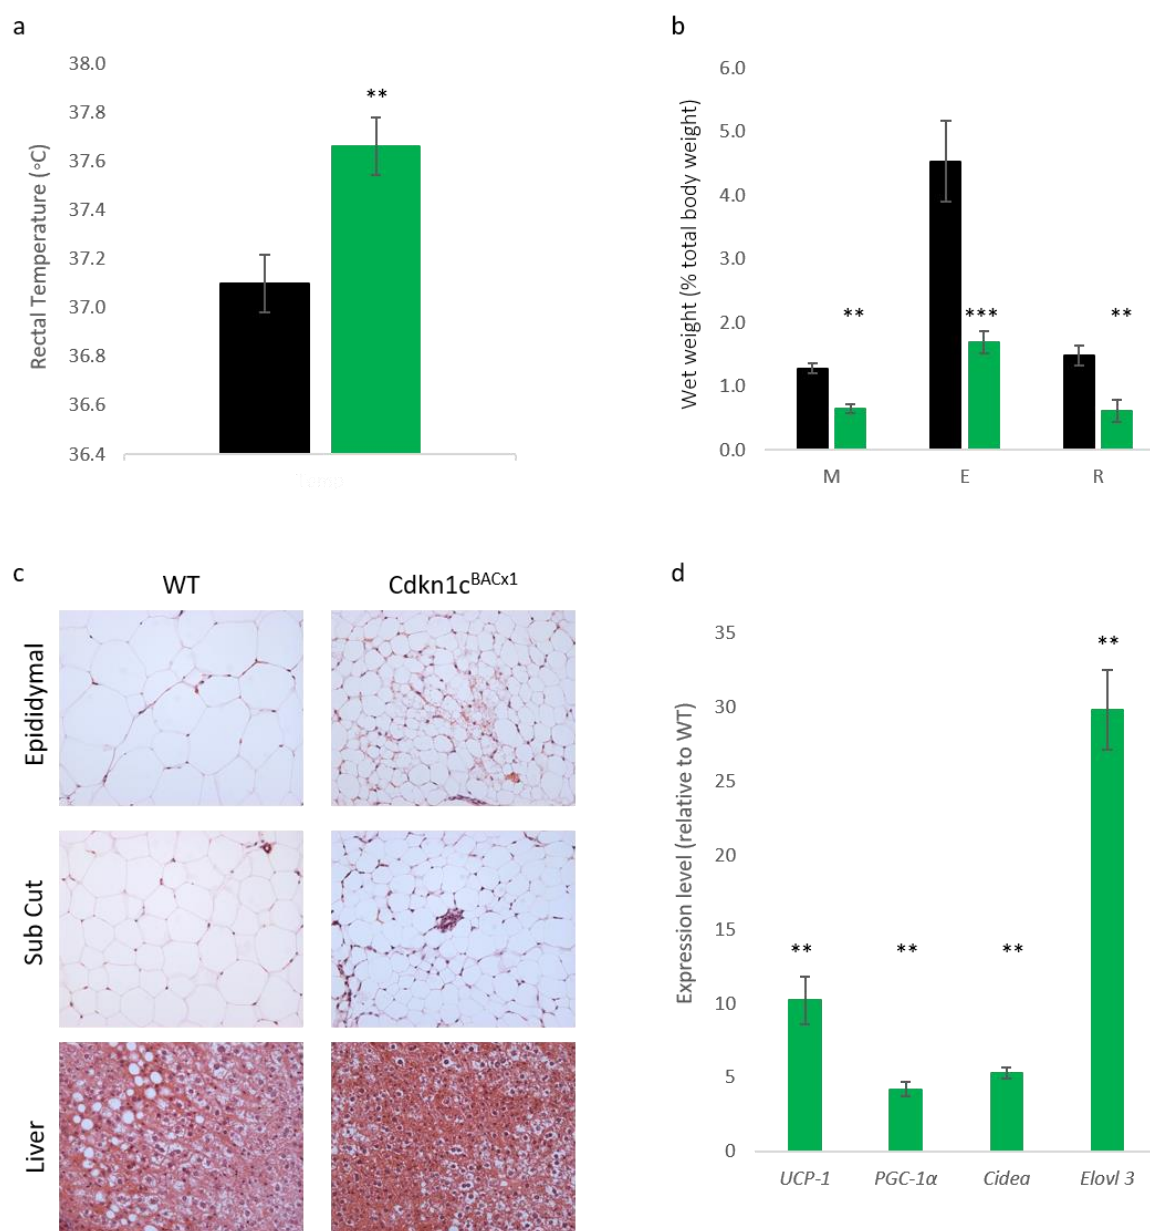 a
38.0
37.8
37.6
37.4
37.2
37.0
36.8
36.6
36.4
Rectal Temperature (°C)
**
Temp
b
6.0
5.0
4.0
3.0
2.0
1.0
0.0
Wet weight (% total body weight)
**
***
**
M
E
R
c
WT
Cdkn1cBACx1
Epididymal
Sub Cut
Liver
d
35
30
25
20
15
10
5
0
Expression level (relative to WT)
**
**
**
**
UCP-1
PGC-1α
Cidea
Elovl 3